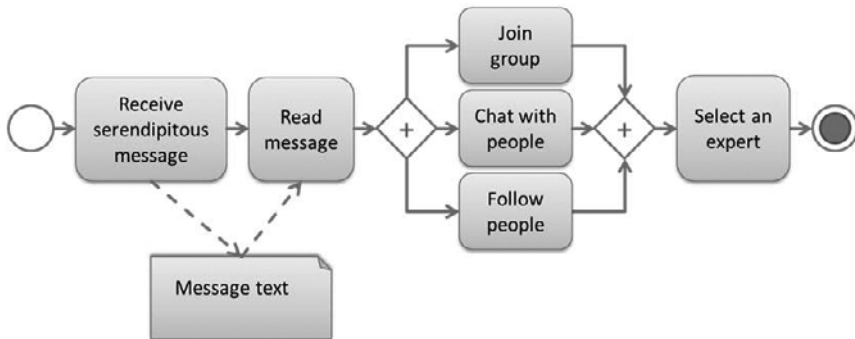 Receive
serendipitous
message
Read
message
+
Join
group
Chat with
people
Follow
people
+
Select an
expert
Message text